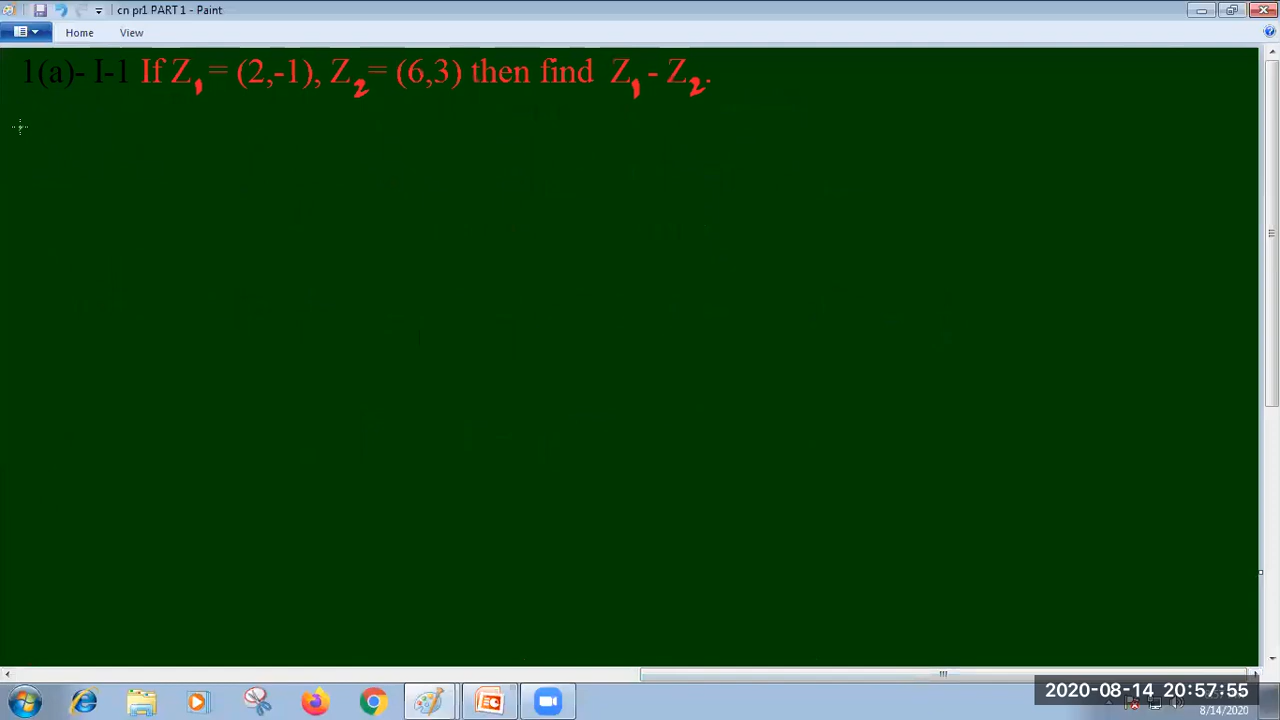 cn pr1 PART 1 - Paint
Home View
1(a)- I-1 If Z1 = (2,-1), Z2 = (6,3) then find Z1 - Z2.
2020-08-14 20:57:55
8/14/2020